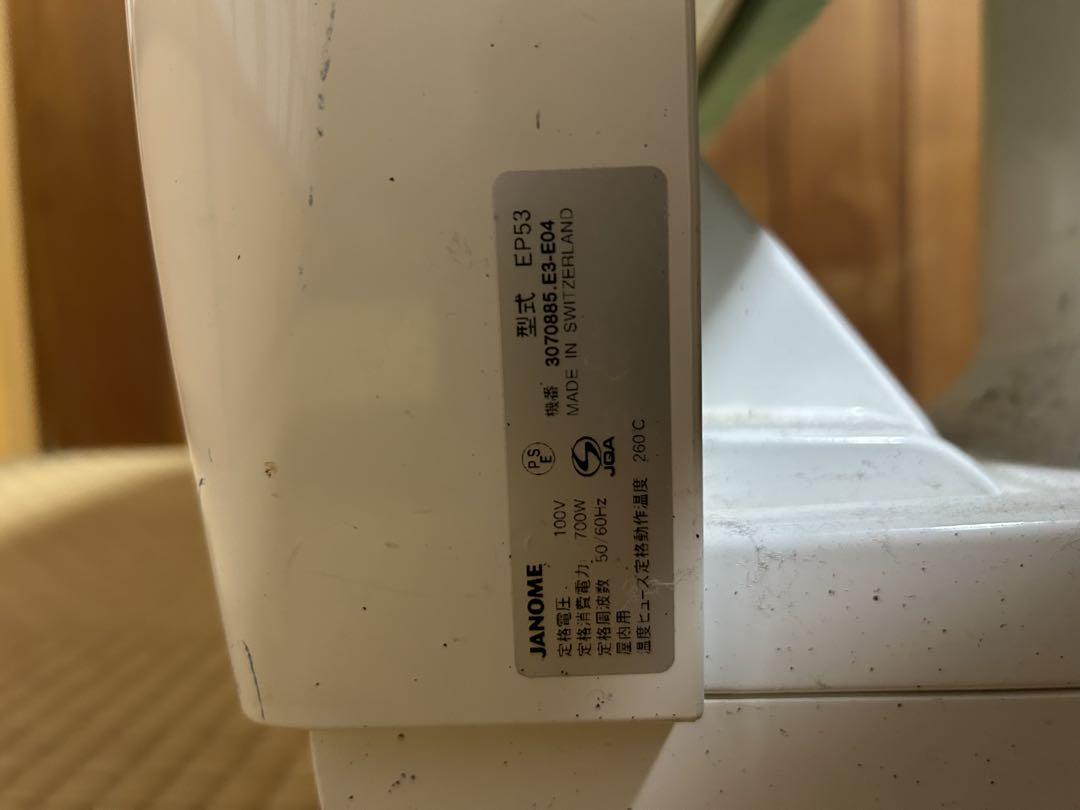 JANOME
型式 EP53
定格電圧 100V
機番 3070885.E3-E04
定格消費電力 700W
MADE IN SWITZERLAND
定格周波数 50/60Hz
PSE
JQA
屋内用
温度ヒューズ定格動作温度 260C